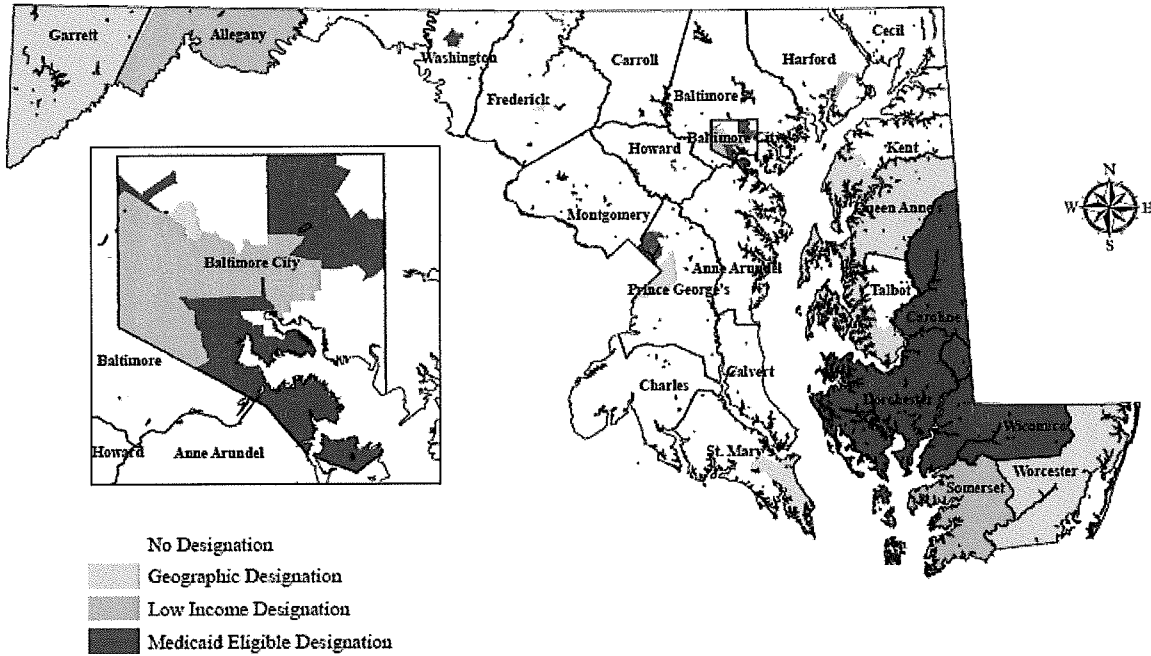 Garrett
Allegany
Washington
Frederick
Carroll
Baltimore
Harford
Cecil
Baltimore City
Howard
Kent
Montgomery
Queen Anne's
Anne Arundel
Prince George's
Talbot
Caroline
Calvert
Charles
Dorchester
St. Mary's
Wicomico
Worcester
Somerset
N
W E
S
Baltimore City
Baltimore
Howard
Anne Arundel
No Designation
Geographic Designation
Low Income Designation
Medicaid Eligible Designation